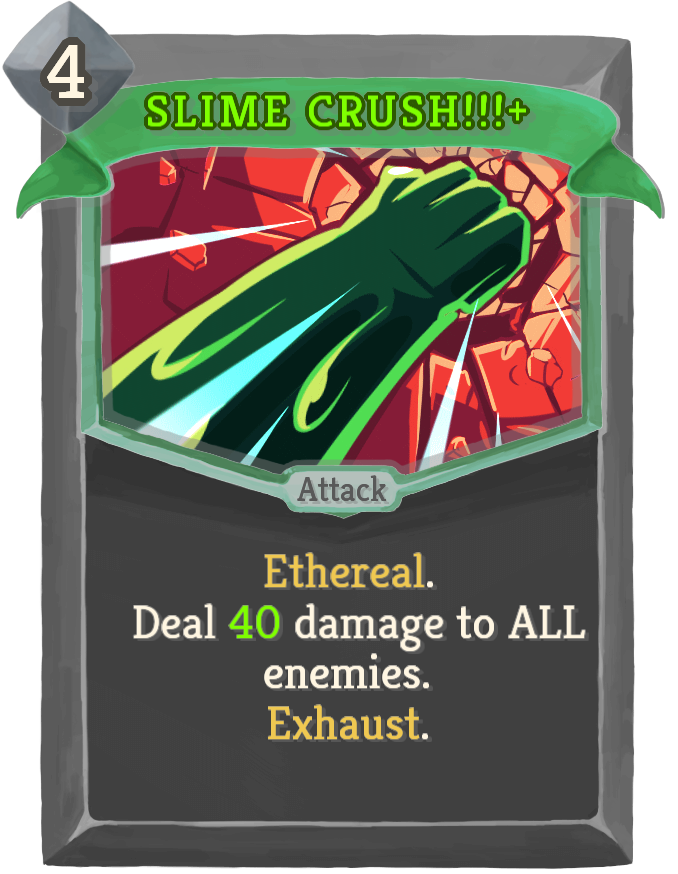 4
SLIME CRUSH!!!+
Attack
Ethereal.
Deal 40 damage to ALL
enemies.
Exhaust.